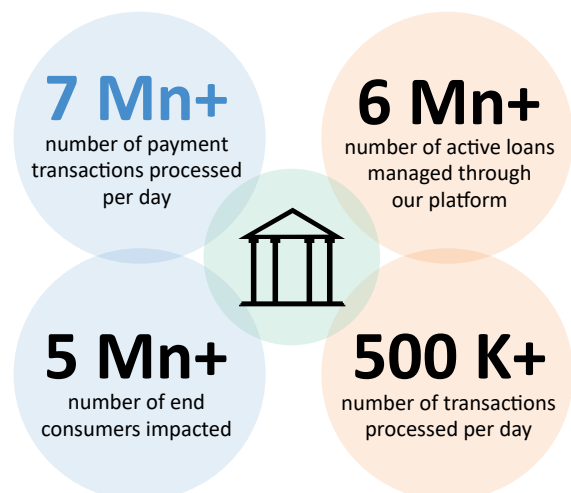 7 Mn+
number of payment
transactions processed
per day
6 Mn+
number of active loans
managed through
our platform
5 Mn+
number of end
consumers impacted
500 K+
number of transactions
processed per day